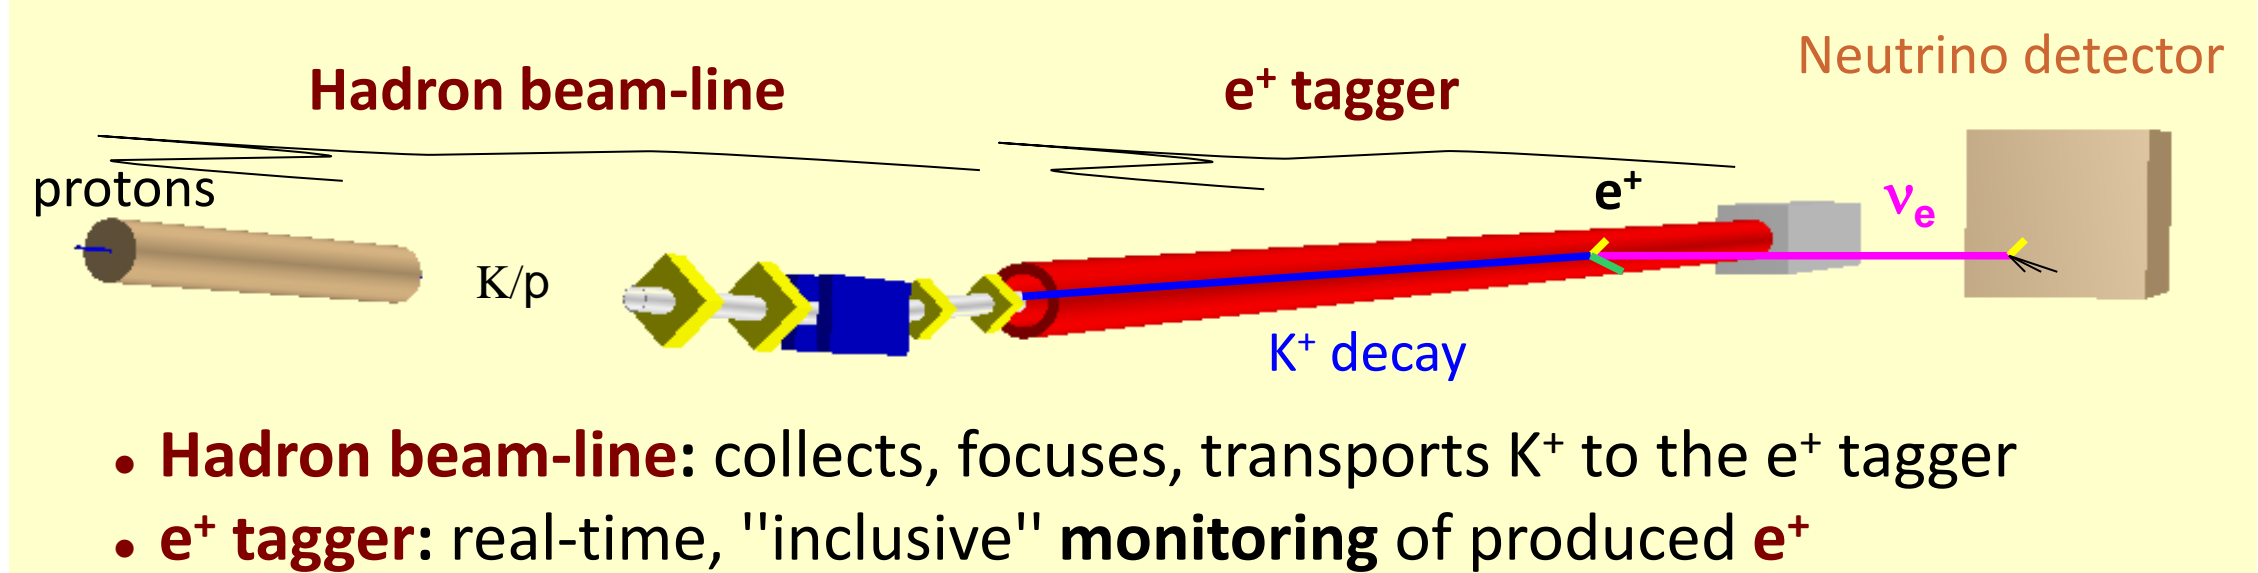 Neutrino detector
Hadron beam-line
e⁺ tagger
protons
e⁺
νₑ
K/p
K⁺ decay
• Hadron beam-line: collects, focuses, transports K⁺ to the e⁺ tagger
• e⁺ tagger: real-time, "inclusive" monitoring of produced e⁺